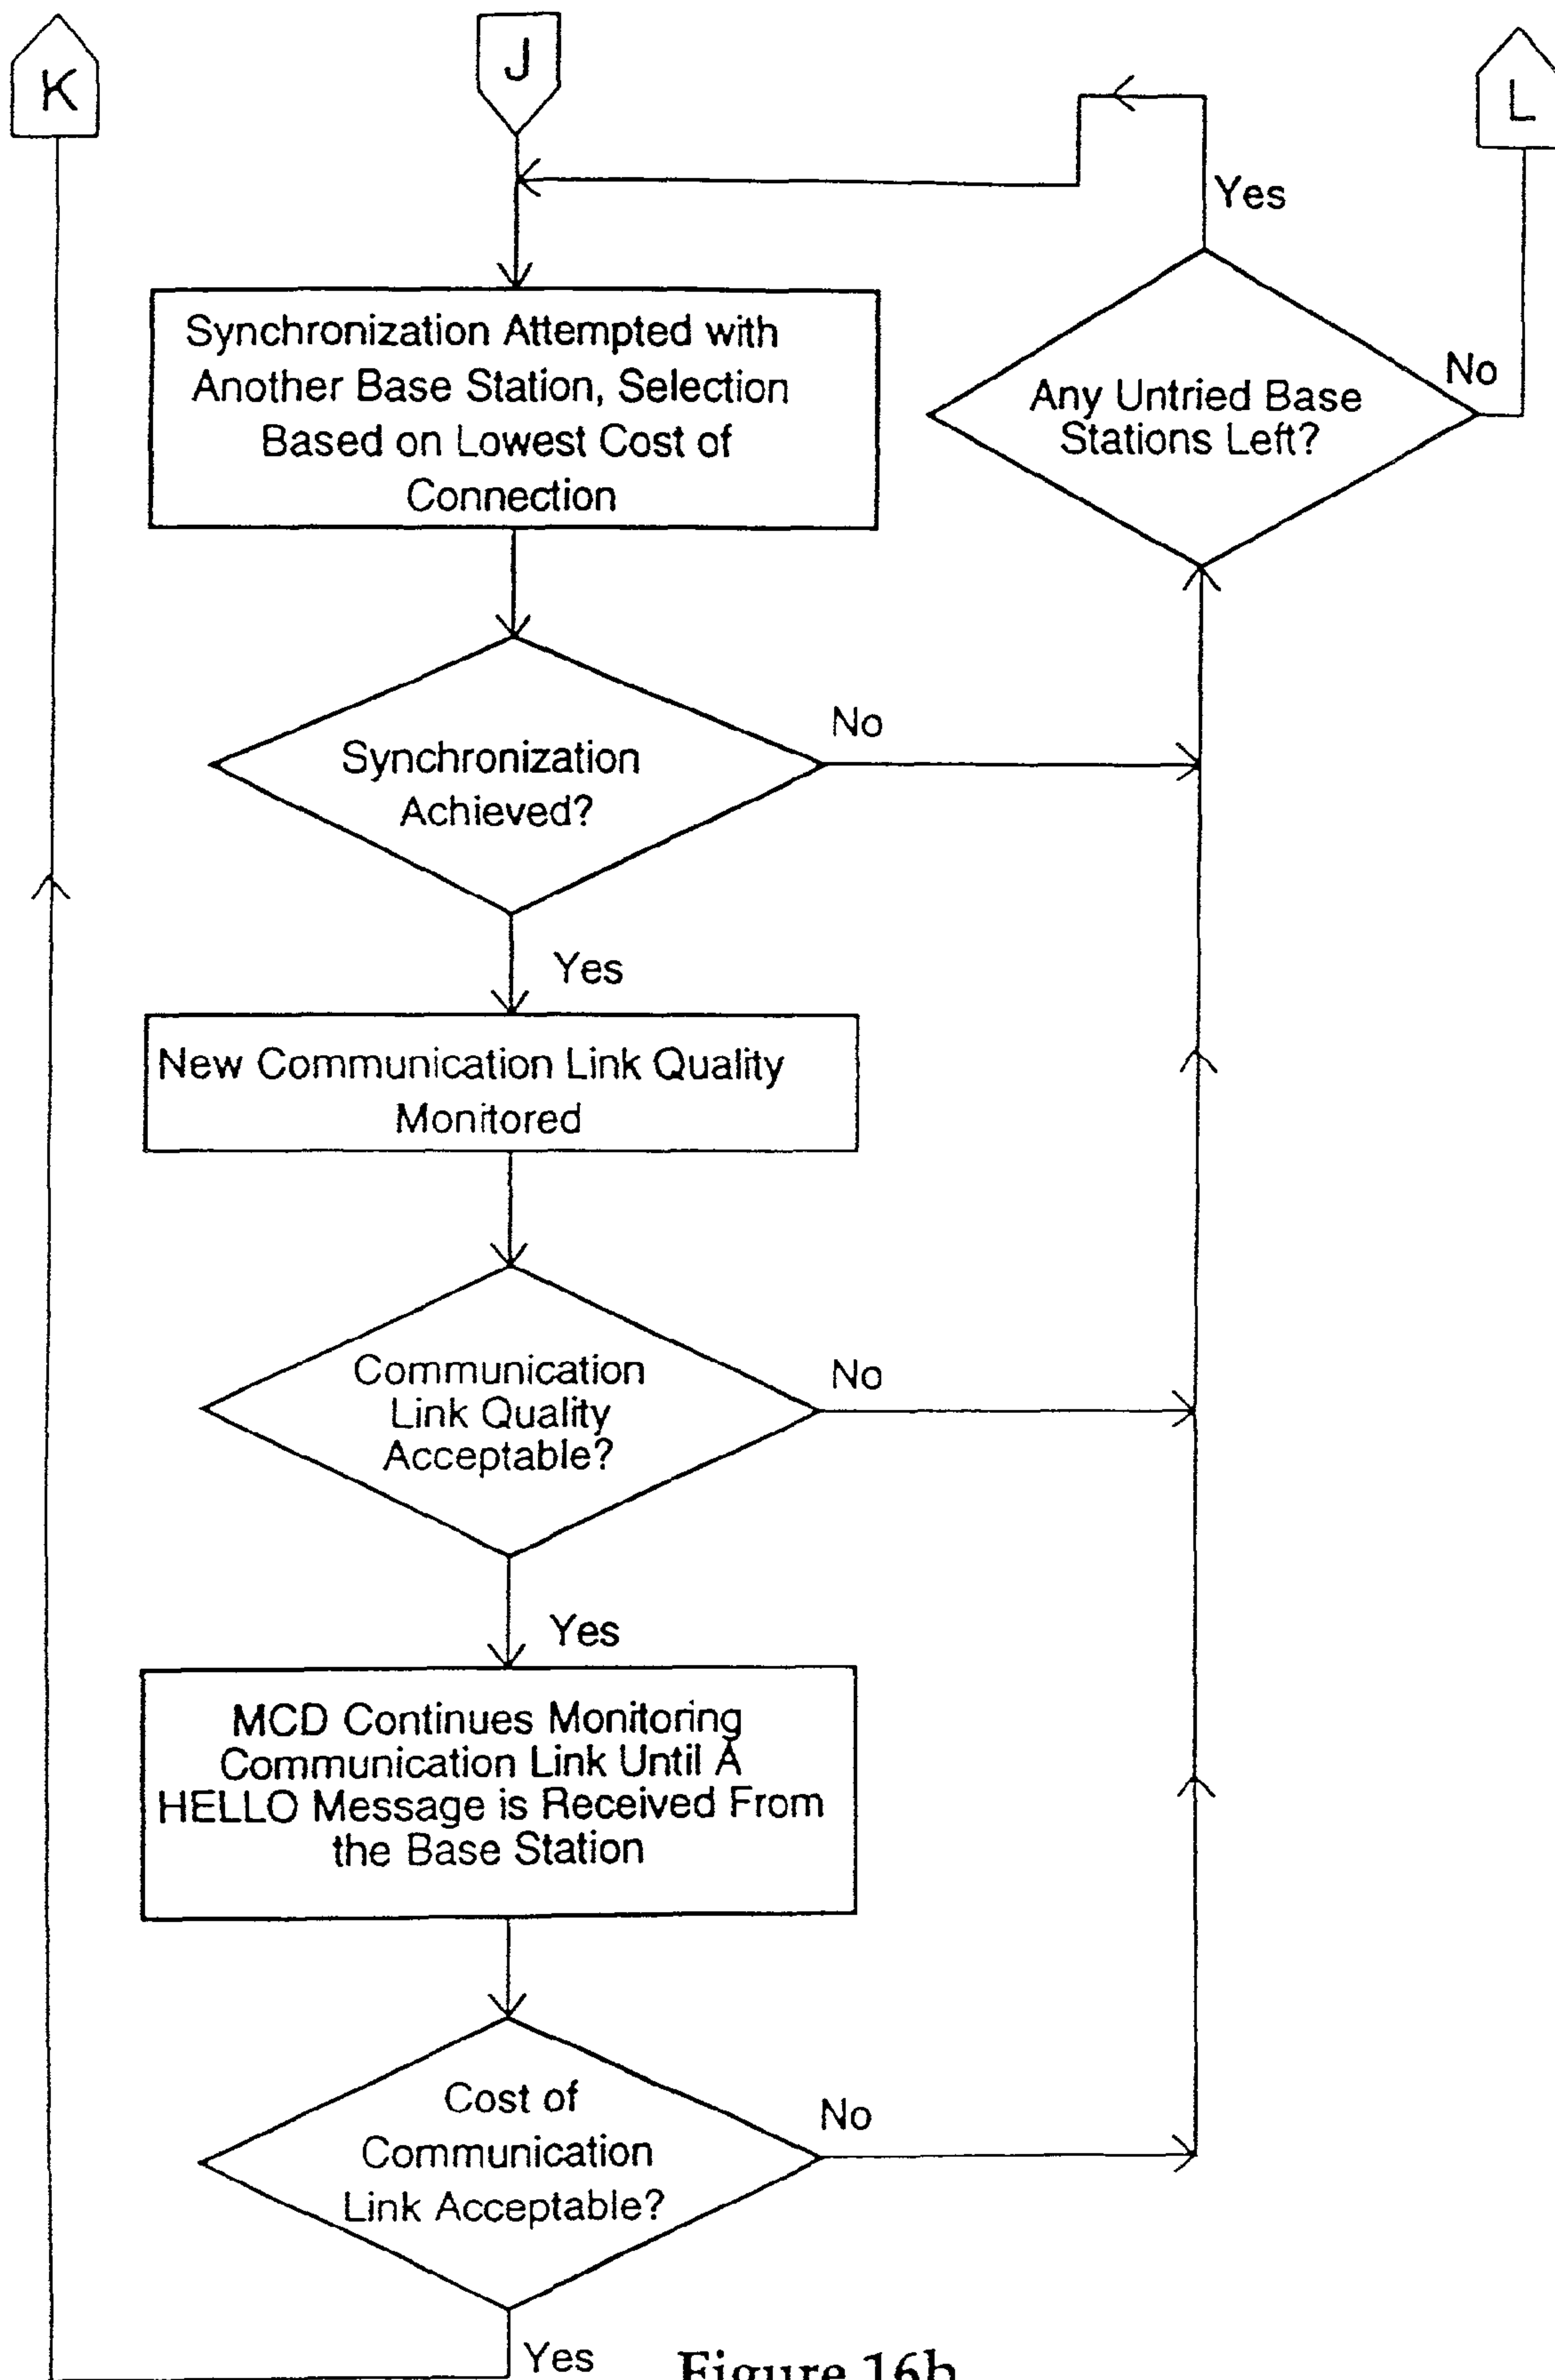 K
J
L
Yes
Synchronization Attempted with
Another Base Station, Selection
Based on Lowest Cost of
Connection
Any Untried Base
Stations Left?
No
Synchronization
Achieved?
No
Yes
New Communication Link Quality
Monitored
Communication
Link Quality
Acceptable?
No
Yes
MCD Continues Monitoring
Communication Link Until A
HELLO Message is Received From
the Base Station
Cost of
Communication
Link Acceptable?
No
Yes
Figure 16b